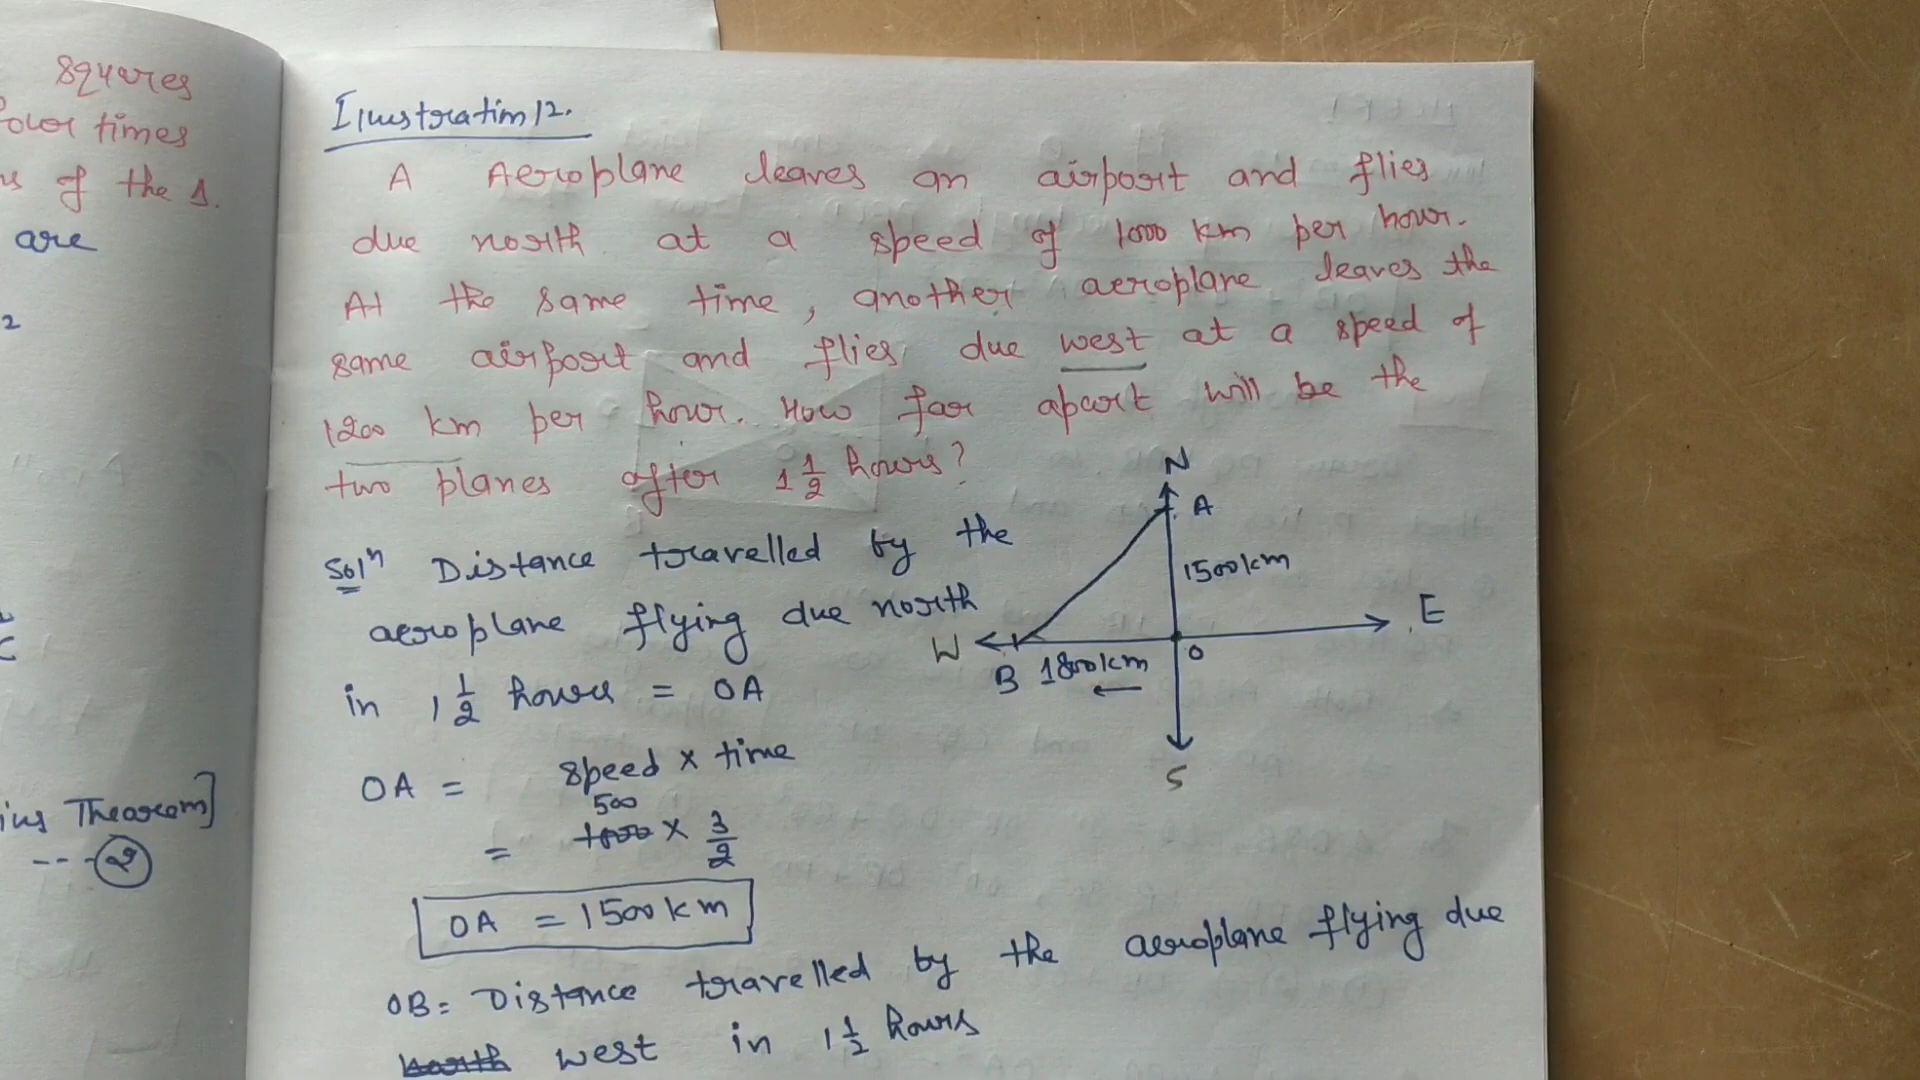 squares
four times
of the Δ.
are
2
ius Theorem]
---②
Illustration 12.
A Aeroplane leaves an airport and flies
due north at a speed of 1000 km per hour.
At the same time, another aeroplane leaves the
same airport and flies due west at a speed of
1200 km per hour. How far apart will be the
two planes after 1 1/2 hours?
Solⁿ Distance travelled by the
aeroplane flying due north
in 1 1/2 hours = OA
OA = speed × time
500
= 1000 × 3/2
OA = 1500 km
OB = Distance travelled by the aeroplane flying due
north west in 1 1/2 hours
N
A
1500 km
E
W
O
B 1800 km
S